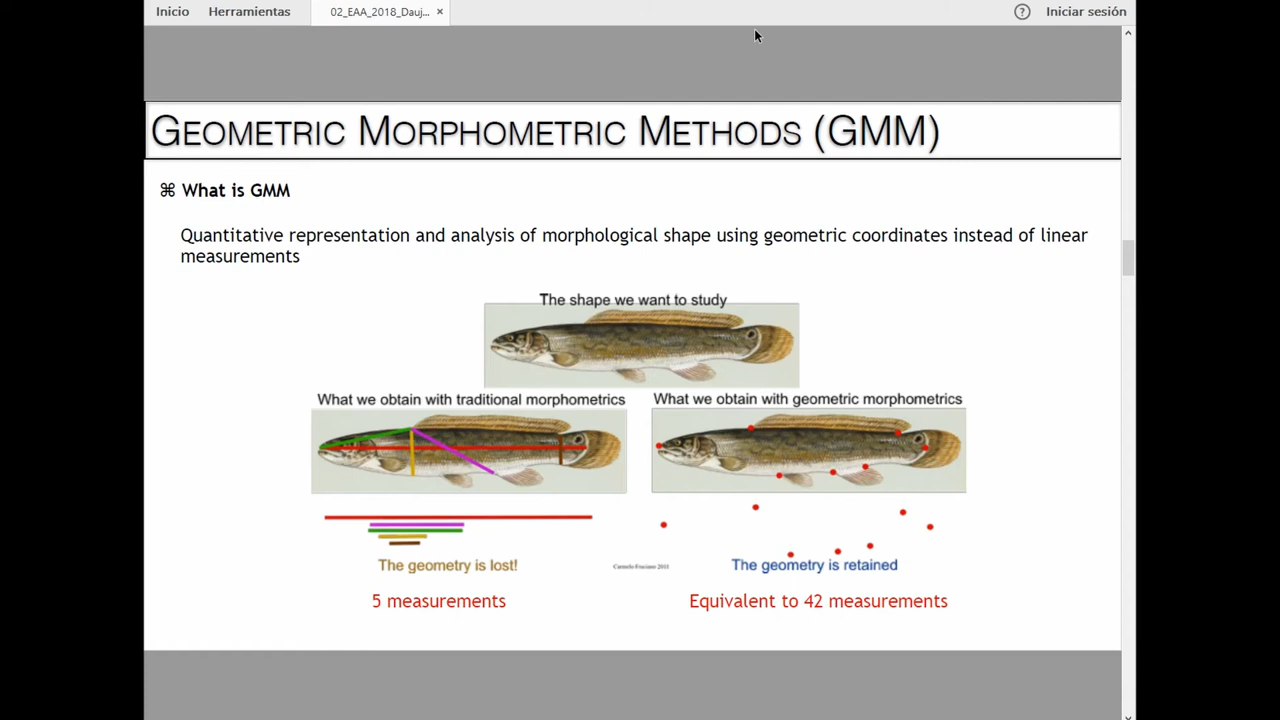 Inicio Herramientas 02_EAA_2018_Dauj... × ? Iniciar sesión
GEOMETRIC MORPHOMETRIC METHODS (GMM)
⌘ What is GMM
Quantitative representation and analysis of morphological shape using geometric coordinates instead of linear
measurements
The shape we want to study
What we obtain with traditional morphometrics
What we obtain with geometric morphometrics
The geometry is lost!
Carmelo Fruciano 2011
The geometry is retained
5 measurements
Equivalent to 42 measurements